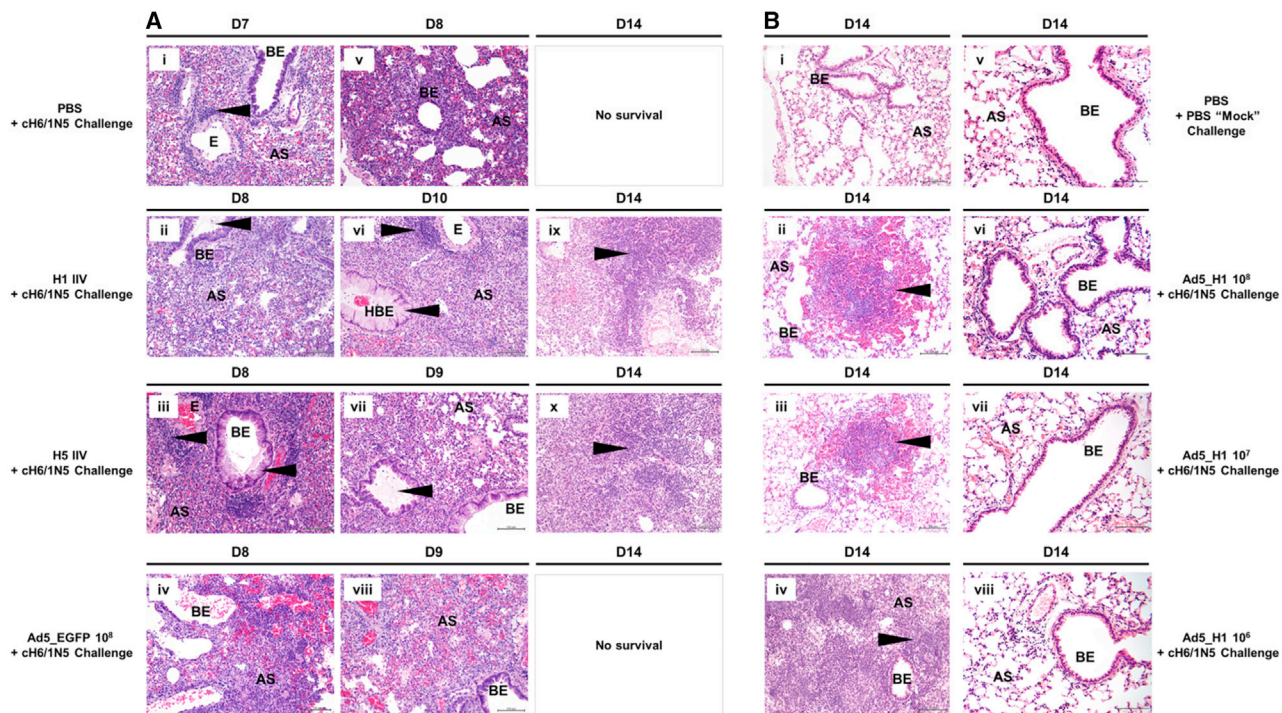 A
B
D7
D8
D14
D14
D14
PBS
+ cH6/1N5 Challenge
i
BE
E
AS
v
BE
AS
No survival
i
BE
AS
v
AS
BE
PBS
+ PBS “Mock”
Challenge
D8
D10
D14
D14
D14
H1 IIV
+ cH6/1N5 Challenge
ii
BE
AS
vi
E
HBE
AS
ix
ii
AS
BE
vi
BE
AS
Ad5_H1 10⁸
+ cH6/1N5 Challenge
D8
D9
D14
D14
D14
H5 IIV
+ cH6/1N5 Challenge
iii
E
BE
AS
vii
AS
BE
x
iii
BE
vii
AS
BE
Ad5_H1 10⁷
+ cH6/1N5 Challenge
D8
D9
D14
D14
D14
Ad5_EGFP 10⁸
+ cH6/1N5 Challenge
iv
BE
AS
viii
AS
BE
No survival
iv
AS
BE
viii
BE
AS
Ad5_H1 10⁶
+ cH6/1N5 Challenge